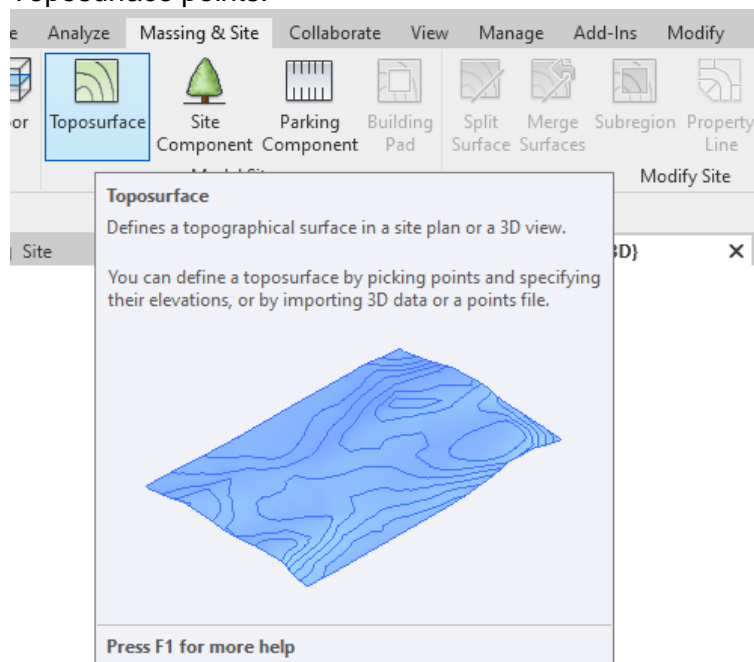 Toposurface points.
Analyze Massing & Site Collaborate View Manage Add-Ins Modify
Toposurface Site Component Parking Component Building Pad Split Surface Merge Surfaces Subregion Property Line
Modify Site
Site
3D}
Toposurface
Defines a topographical surface in a site plan or a 3D view.
You can define a toposurface by picking points and specifying
their elevations, or by importing 3D data or a points file.
Press F1 for more help